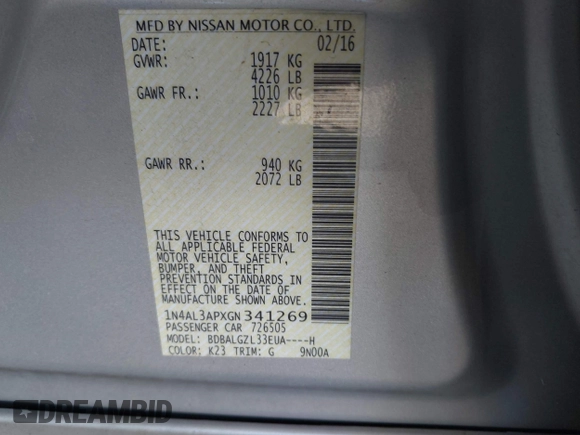 MFD BY NISSAN MOTOR CO., LTD.
DATE: 02/16
GVWR: 1917 KG
4226 LB
GAWR FR.: 1010 KG
2227 LB
GAWR RR.: 940 KG
2072 LB
THIS VEHICLE CONFORMS TO
ALL APPLICABLE FEDERAL
MOTOR VEHICLE SAFETY,
BUMPER, AND THEFT
PREVENTION STANDARDS
IN EFFECT ON THE DATE OF
MANUFACTURE SHOWN ABOVE.
1N4AL3APXGN341269
PASSENGER CAR 726505
MODEL: BDBALGZL33EUA----H
COLOR: K23 TRIM: G 9N00A
DREAMBID